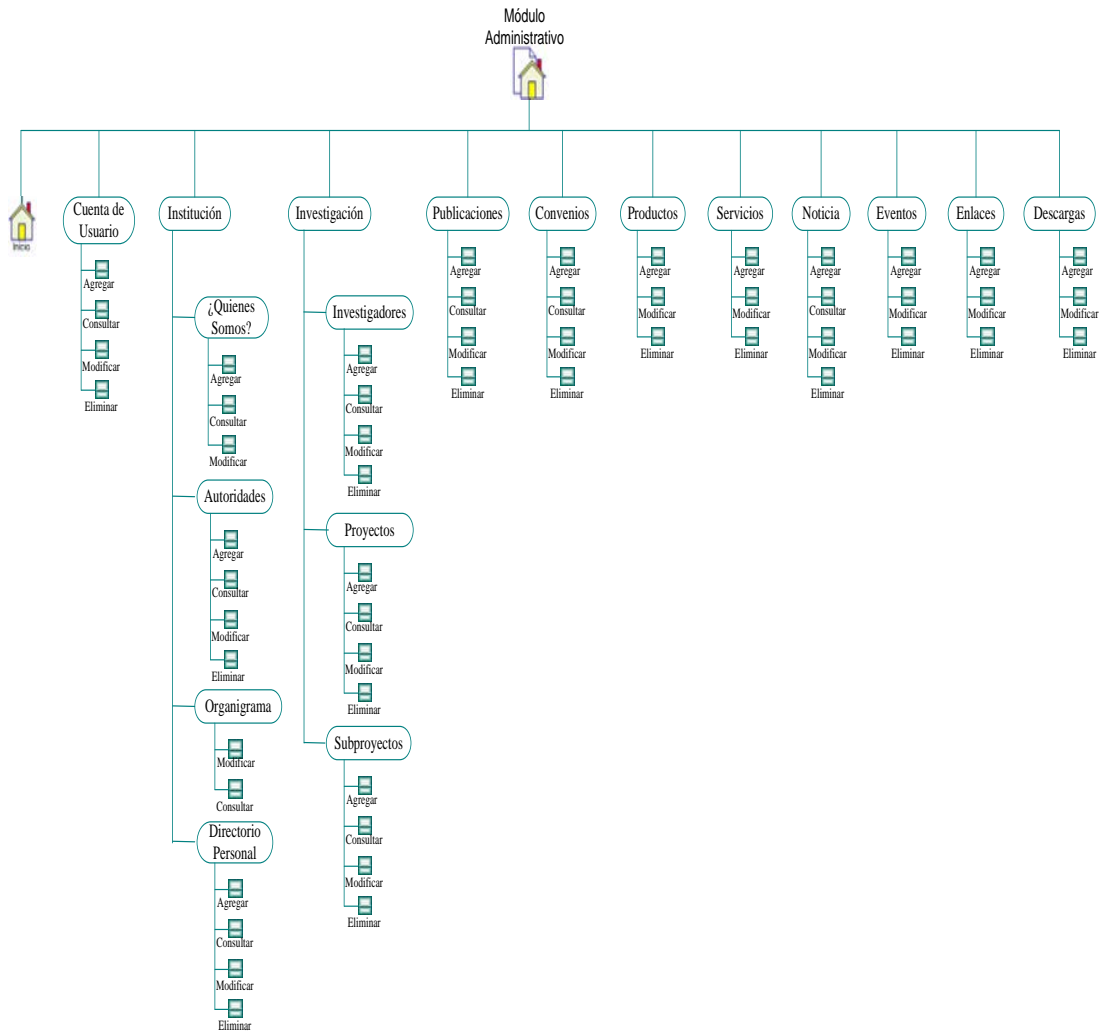 Módulo
Administrativo
Inicio
Cuenta de
Usuario
Agregar
Consultar
Modificar
Eliminar
Institución
¿Quienes
Somos?
Agregar
Consultar
Modificar
Autoridades
Agregar
Consultar
Modificar
Eliminar
Organigrama
Modificar
Consultar
Directorio
Personal
Agregar
Consultar
Modificar
Eliminar
Investigación
Investigadores
Agregar
Consultar
Modificar
Eliminar
Proyectos
Agregar
Consultar
Modificar
Eliminar
Subproyectos
Agregar
Consultar
Modificar
Eliminar
Publicaciones
Agregar
Consultar
Modificar
Eliminar
Convenios
Agregar
Consultar
Modificar
Eliminar
Productos
Agregar
Modificar
Eliminar
Servicios
Agregar
Modificar
Eliminar
Noticia
Agregar
Consultar
Modificar
Eliminar
Eventos
Agregar
Modificar
Eliminar
Enlaces
Agregar
Modificar
Eliminar
Descargas
Agregar
Modificar
Eliminar